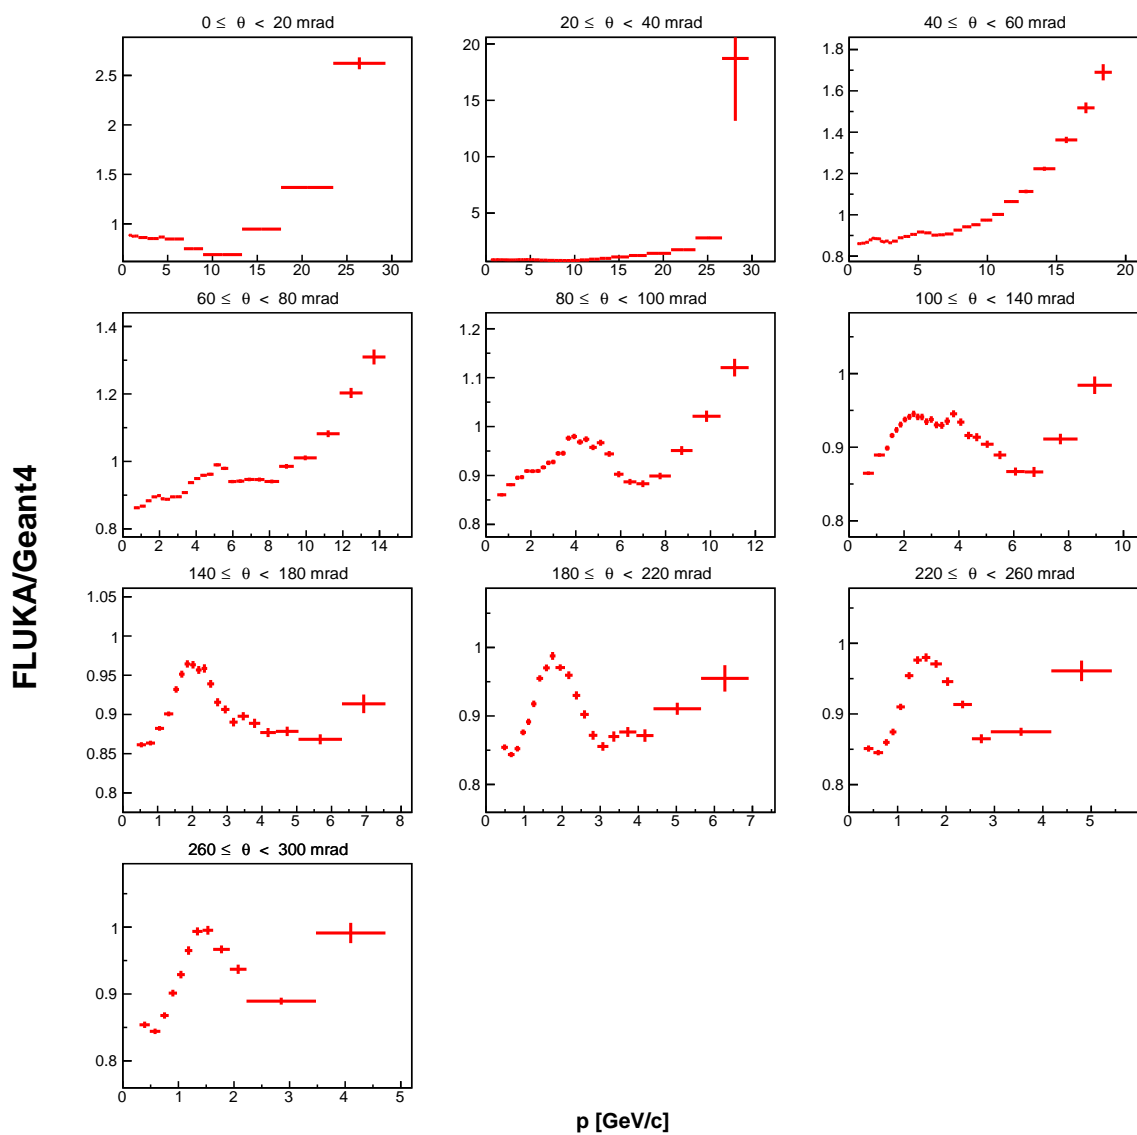 0 ≤ θ < 20 mrad
20 ≤ θ < 40 mrad
40 ≤ θ < 60 mrad
2.5
2
1
0 5 10 15 20 25 30
20
15
10
5
0 5 10 15 20 25 30
1.8
1.6
1.4
1.2
1
0.8
0 5 10 15 20
60 ≤ θ < 80 mrad
80 ≤ θ < 100 mrad
100 ≤ θ < 140 mrad
1.4
1.2
1
0.8
0 2 4 6 8 10 12 14
1.2
1.1
1
0.9
0.8
0 2 4 6 8 10 12
1
0.9
0.8
0 2 4 6 8 10
FLUKA/Geant4
140 ≤ θ < 180 mrad
180 ≤ θ < 220 mrad
220 ≤ θ < 260 mrad
1.05
1
0.95
0.9
0.85
0.8
0 1 2 3 4 5 6 7 8
1
0.9
0.8
0 1 2 3 4 5 6 7
1
0.9
0.8
0 1 2 3 4 5
260 ≤ θ < 300 mrad
1
0.9
0.8
0 1 2 3 4 5
p [GeV/c]